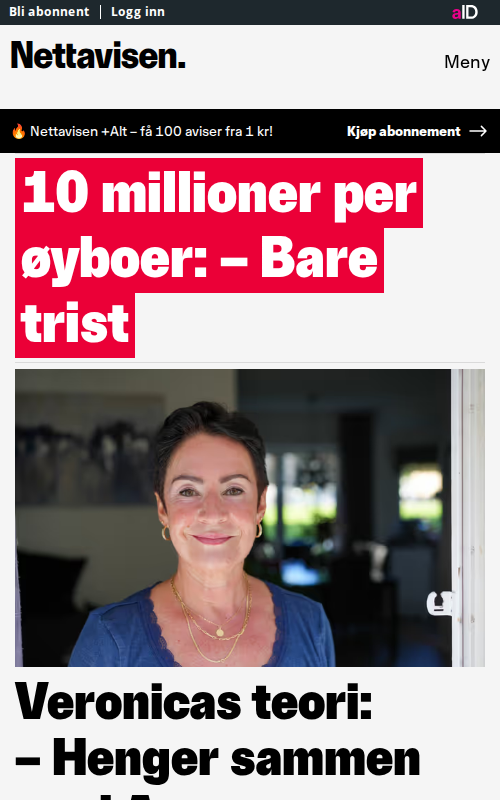 Bli abonnent | Logg inn
aID
Nettavisen.
Meny
🔥 Nettavisen +Alt – få 100 aviser fra 1 kr!
Kjøp abonnement →
10 millioner per
øyboer: – Bare
trist
Veronicas teori:
– Henger sammen